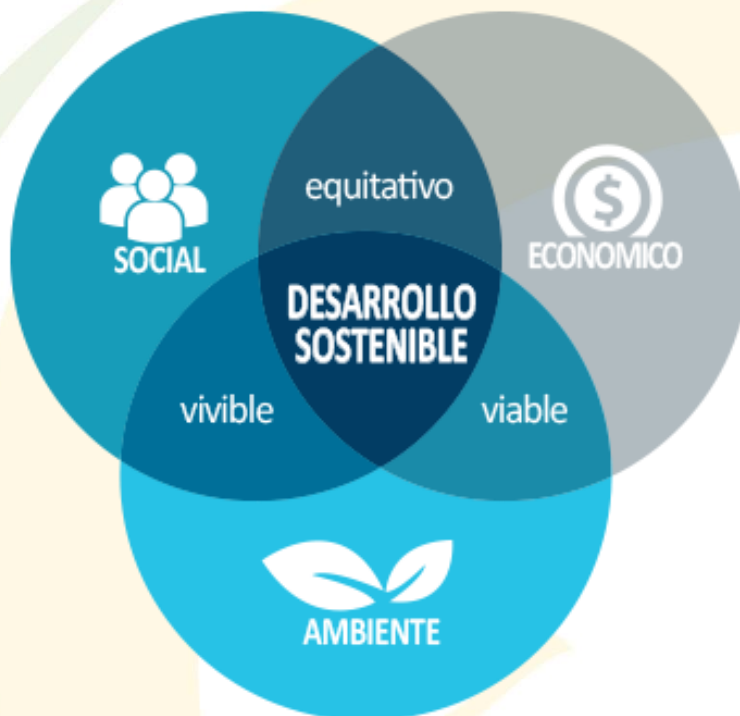 equitativo
SOCIAL
$
ECONOMICO
DESARROLLO
SOSTENIBLE
vivible
viable
AMBIENTE